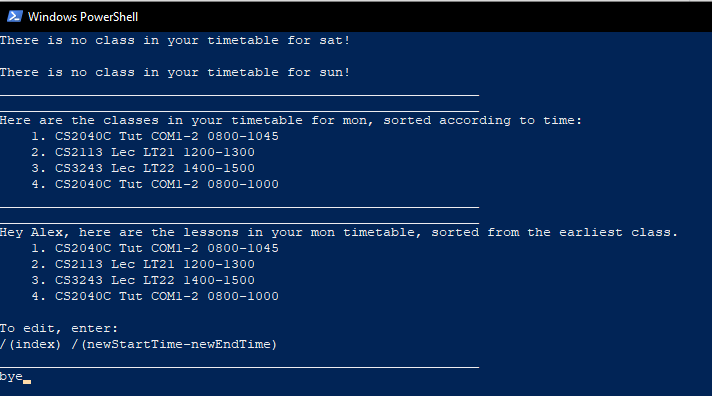 Windows PowerShell
There is no class in your timetable for sat!
There is no class in your timetable for sun!
Here are the classes in your timetable for mon, sorted according to time:
1. CS2040C Tut COM1-2 0800-1045
2. CS2113 Lec LT21 1200-1300
3. CS3243 Lec LT22 1400-1500
4. CS2040C Tut COM1-2 0800-1000
Hey Alex, here are the lessons in your mon timetable, sorted from the earliest class.
1. CS2040C Tut COM1-2 0800-1045
2. CS2113 Lec LT21 1200-1300
3. CS3243 Lec LT22 1400-1500
4. CS2040C Tut COM1-2 0800-1000
To edit, enter:
/(index) /(newStartTime-newEndTime)
bye